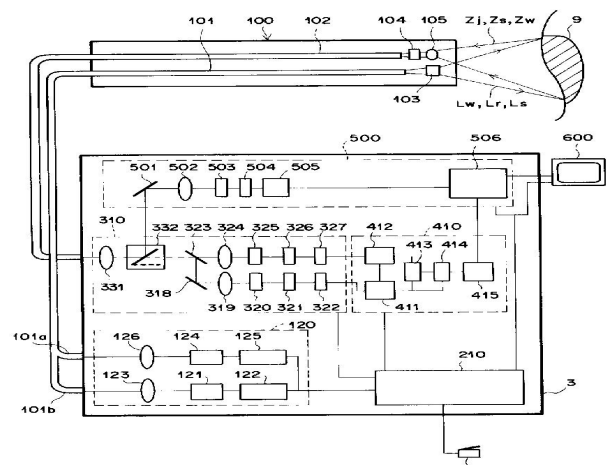 101 100 102 104 105 Zj, Zs, Zw 9
103
Lw, Lr, Ls
500 506 600
501 502 503 504 505
310 332 323 324 325 326 327 412 410 413 414
331 318 319 320 321 322 411 415
120
101a 126 124 125 210
123 121 122
101b 3